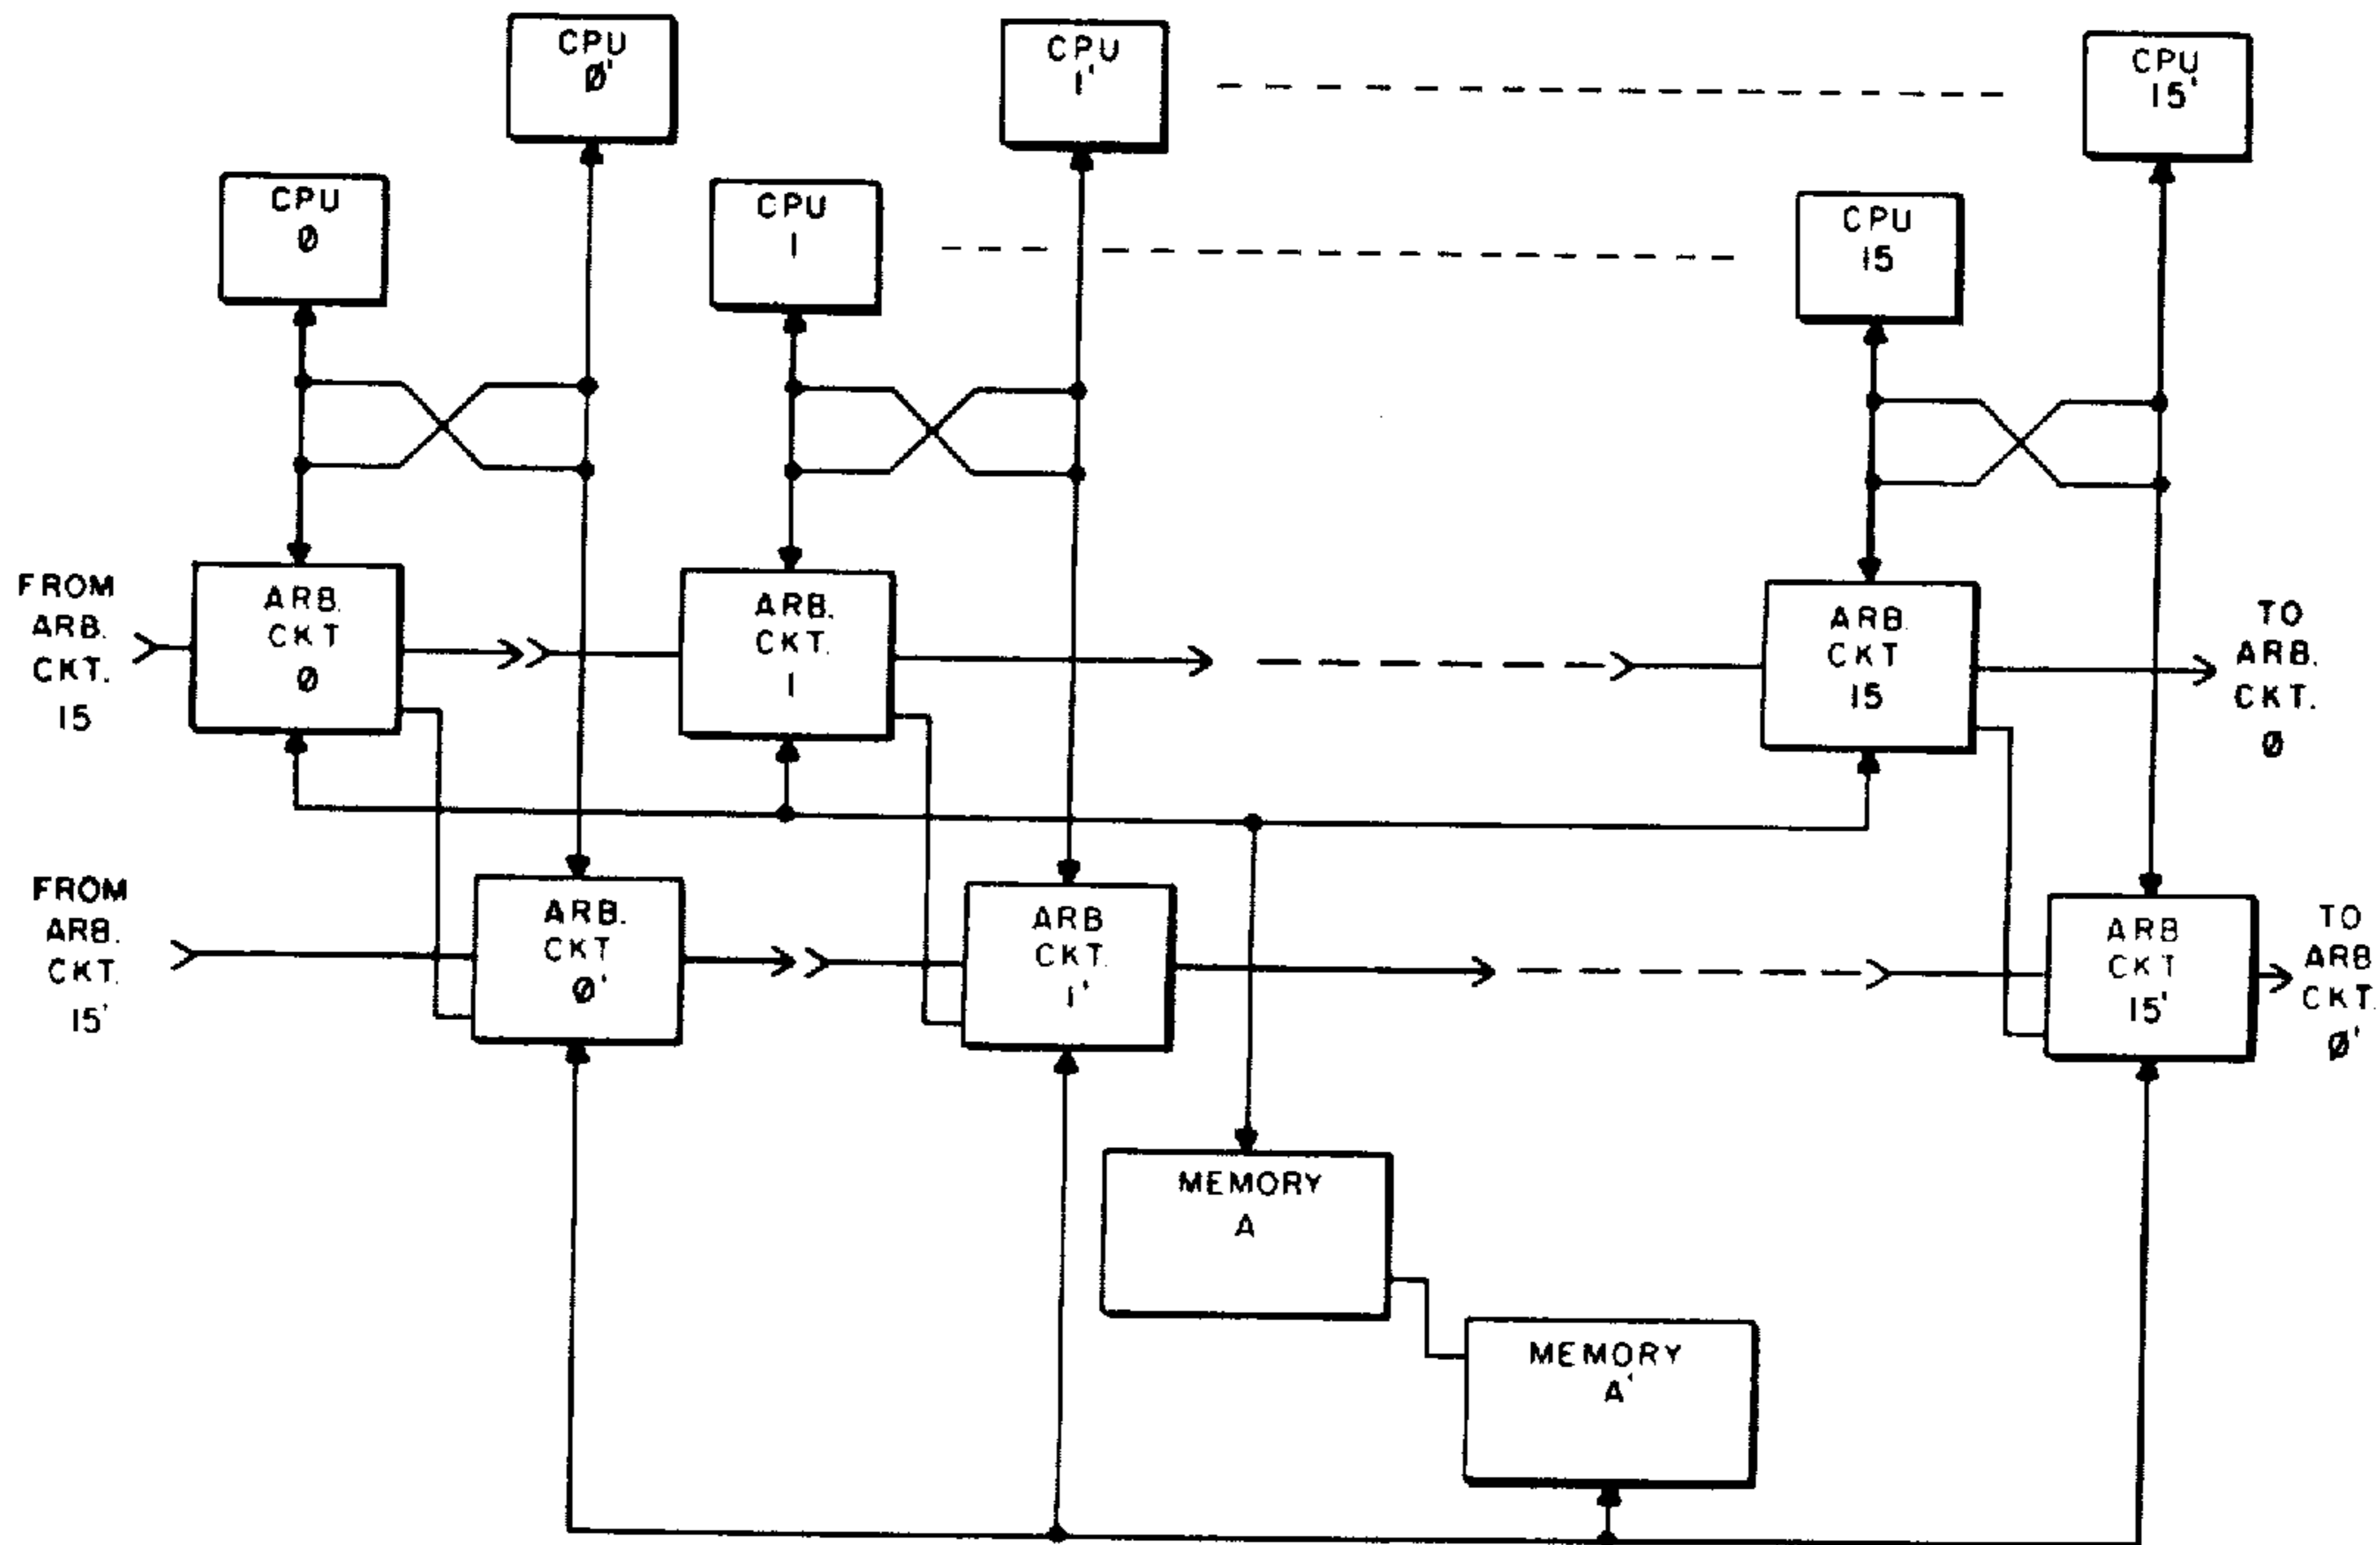 CPU
Ø'
CPU
1'
CPU
15'
CPU
Ø
CPU
1
CPU
15
FROM
ARB.
CKT.
15
ARB.
CKT
Ø
ARB.
CKT.
1
ARB
CKT
15
TO
ARB.
CKT.
Ø
FROM
ARB.
CKT.
15'
ARB.
CKT
Ø'
ARB
CKT.
1'
ARB
CKT
15'
TO
ARB
CKT.
Ø'
MEMORY
A
MEMORY
A'